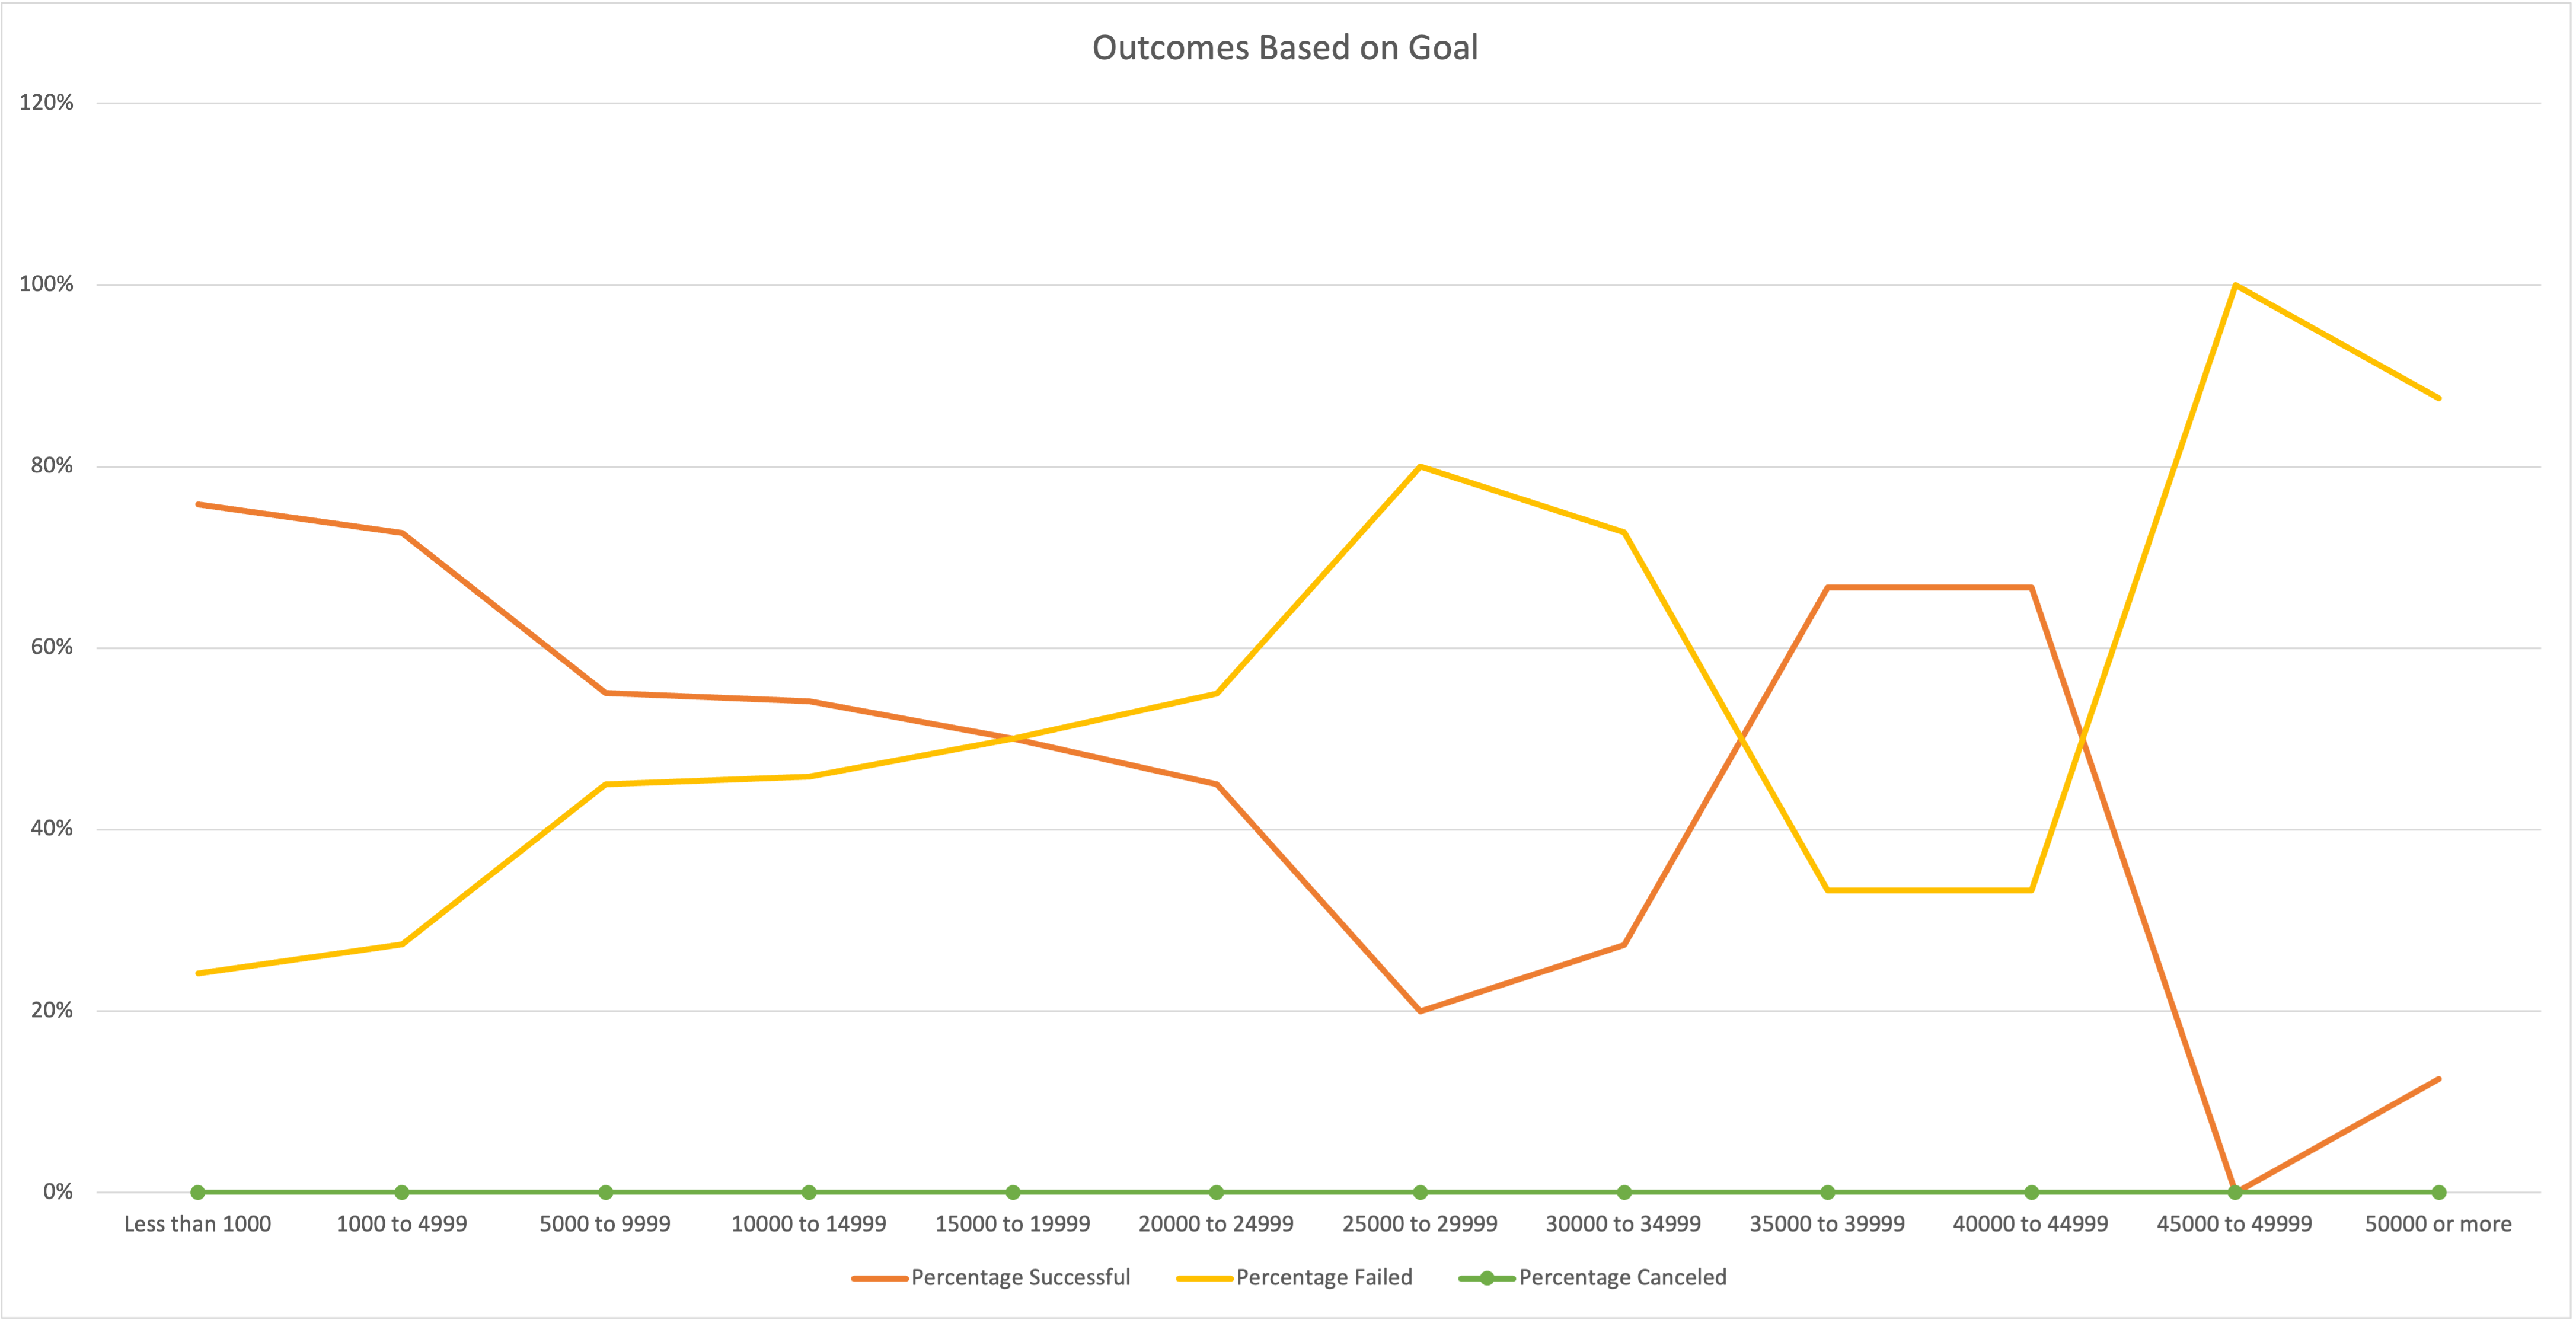 Outcomes Based on Goal
120%
100%
80%
60%
40%
20%
0%
Less than 1000 1000 to 4999 5000 to 9999 10000 to 14999 15000 to 19999 20000 to 24999 25000 to 29999 30000 to 34999 35000 to 39999 40000 to 44999 45000 to 49999 50000 or more
Percentage Successful Percentage Failed Percentage Canceled